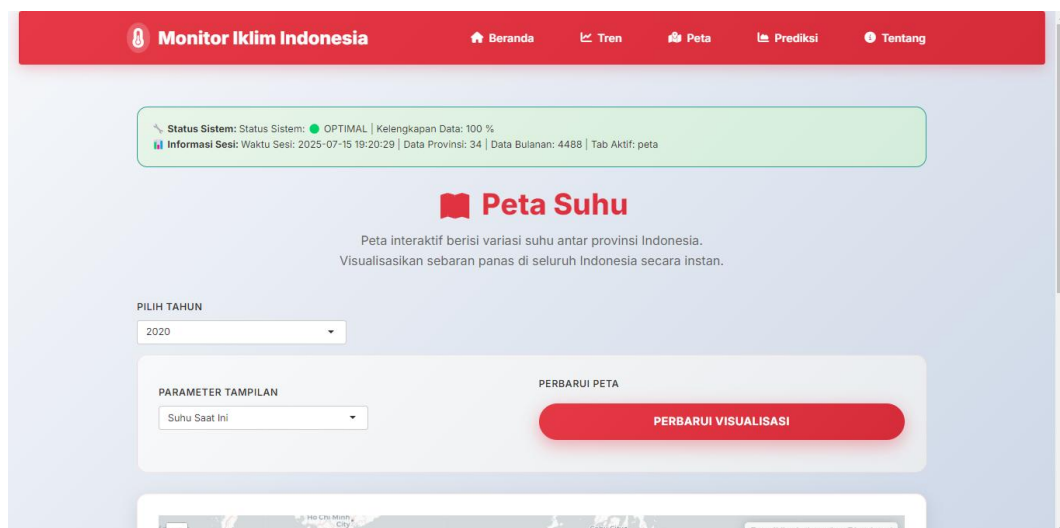 Monitor Iklim Indonesia
Beranda
Tren
Peta
Prediksi
Tentang
Status Sistem: Status Sistem: OPTIMAL | Kelengkapan Data: 100 %
Informasi Sesi: Waktu Sesi: 2025-07-15 19:20:29 | Data Provinsi: 34 | Data Bulanan: 4488 | Tab Aktif: peta
Peta Suhu
Peta interaktif berisi variasi suhu antar provinsi Indonesia.
Visualisasikan sebaran panas di seluruh Indonesia secara instan.
PILIH TAHUN
2020
PARAMETER TAMPILAN
Suhu Saat Ini
PERBARUI PETA
PERBARUI VISUALISASI
Ho Chi Minh
City